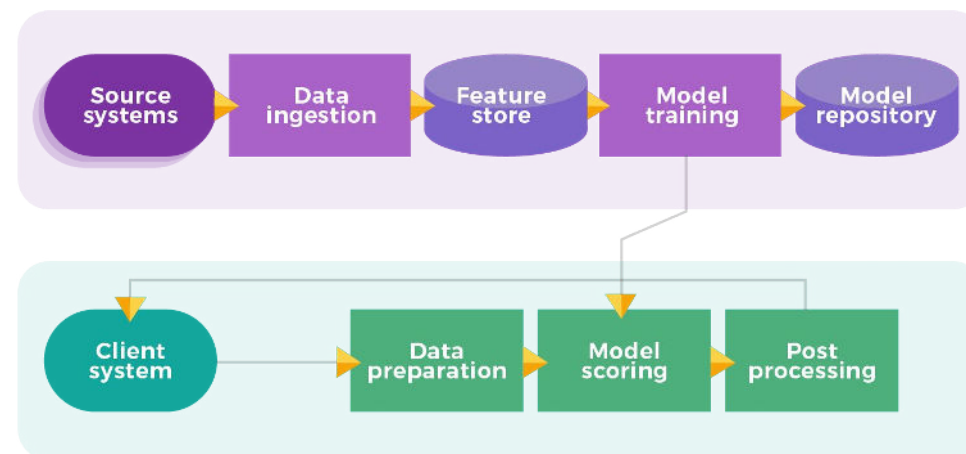 Source
systems
Data
ingestion
Feature
store
Model
training
Model
repository
Client
system
Data
preparation
Model
scoring
Post
processing